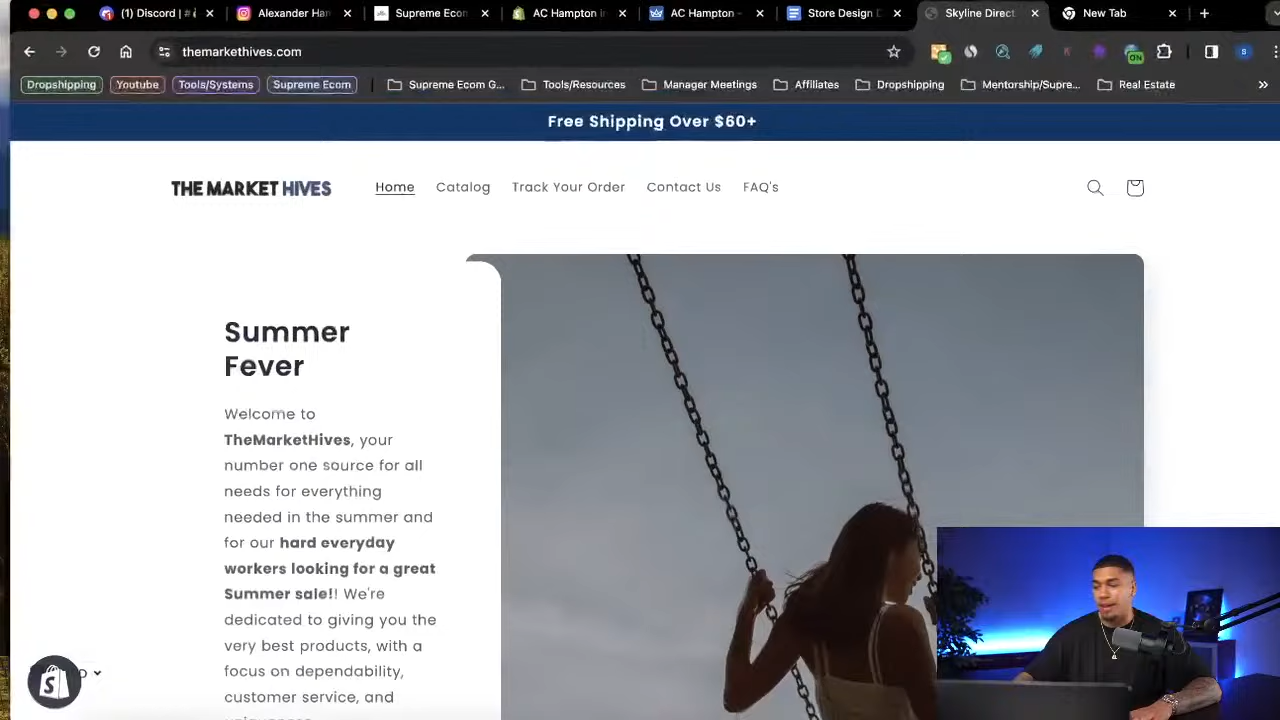 (1) Discord | #
Alexander Han
Supreme Econ
AC Hampton i
AC Hampton –
Store Design D
Skyline Direct
New Tab
themarkethives.com
ON
S
Dropshipping
Youtube
Tools/Systems
Supreme Ecom
Supreme Ecom G...
Tools/Resources
Manager Meetings
Affiliates
Dropshipping
Mentorship/Supre...
Real Estate
Free Shipping Over $60+
THE MARKET HIVES
Home
Catalog
Track Your Order
Contact Us
FAQ's
Summer
Fever
Welcome to
TheMarketHives, your
number one source for all
needs for everything
needed in the summer and
for our hard everyday
workers looking for a great
Summer sale!! We're
dedicated to giving you the
very best products, with a
focus on dependability,
customer service, and